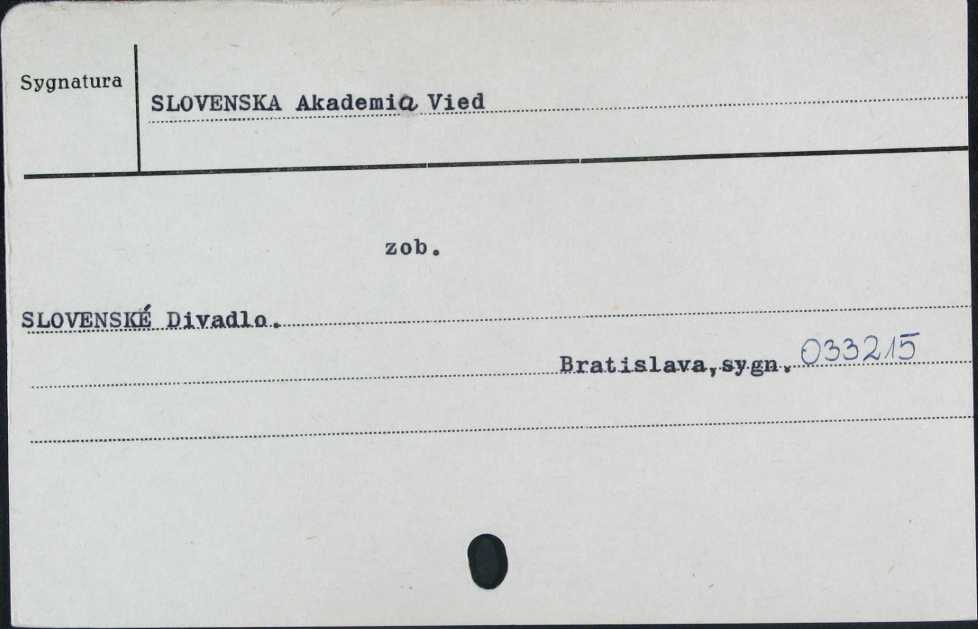 Sygnatura
SLOVENSKA Akademia Vied
zob.
SLOVENSKÉ Divadlo.
Bratislava, sygn. 033215